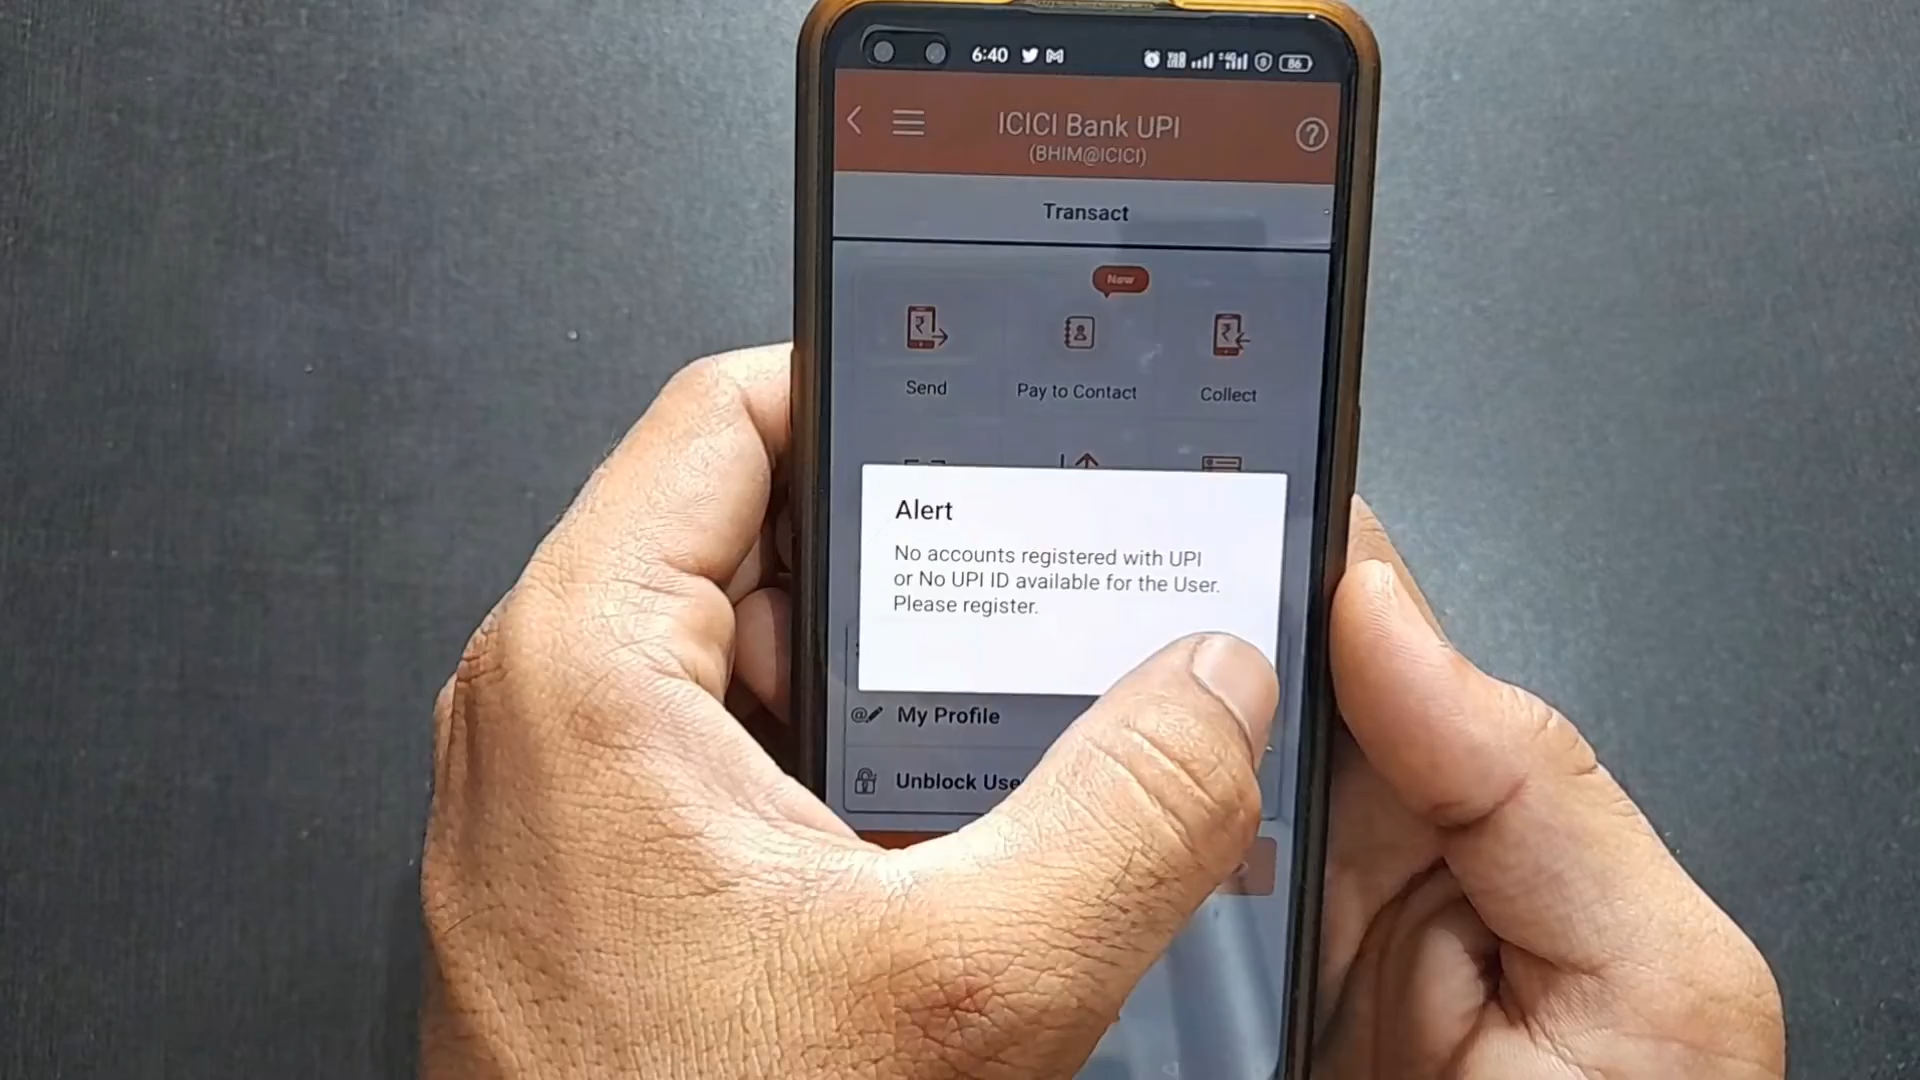 6:40
86
ICICI Bank UPI
(BHIM@ICICI)
Transact
New
Send
Pay to Contact
Collect
Alert
No accounts registered with UPI
or No UPI ID available for the User.
Please register.
My Profile
Unblock